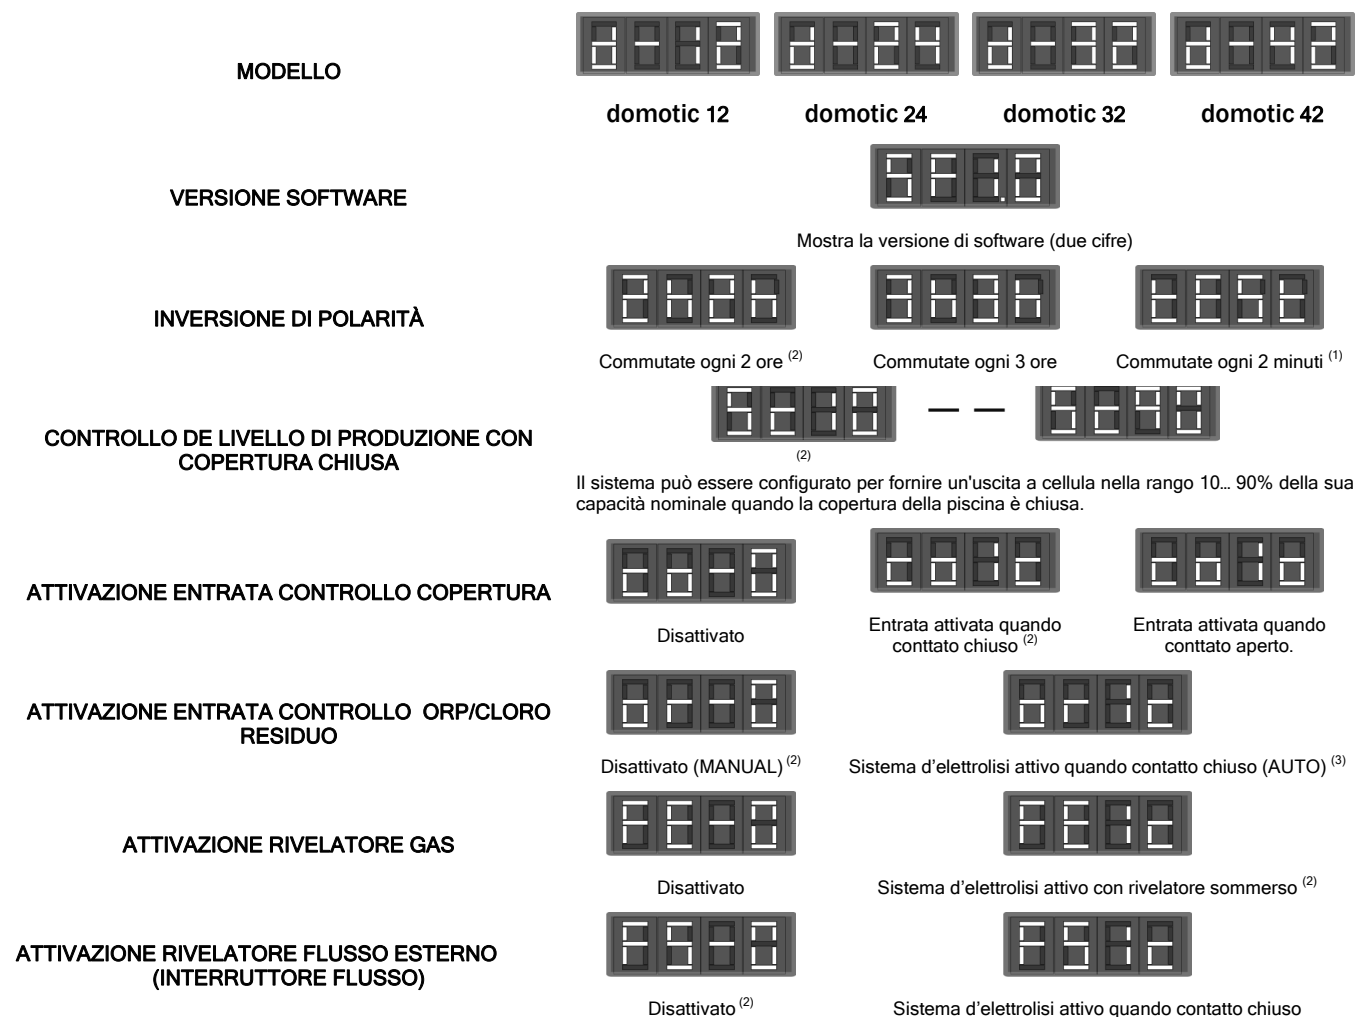 MODELLO
d-12 d-24 d-32 d-42
domotic 12 domotic 24 domotic 32 domotic 42
VERSIONE SOFTWARE
Mostra la versione di software (due cifre)
INVERSIONE DI POLARITÀ
Commutate ogni 2 ore (2) Commutate ogni 3 ore Commutate ogni 2 minuti (1)
CONTROLLO DE LIVELLO DI PRODUZIONE CON
COPERTURA CHIUSA
— —
(2)
Il sistema può essere configurato per fornire un'uscita a cellula nella rango 10... 90% della sua
capacità nominale quando la copertura della piscina è chiusa.
ATTIVAZIONE ENTRATA CONTROLLO COPERTURA
Disattivato
Entrata attivata quando
conttato chiuso (2)
Entrata attivata quando
conttato aperto.
ATTIVAZIONE ENTRATA CONTROLLO ORP/CLORO
RESIDUO
Disattivato (MANUAL) (2) Sistema d'elettrolisi attivo quando contatto chiuso (AUTO) (3)
ATTIVAZIONE RIVELATORE GAS
Disattivato Sistema d'elettrolisi attivo con rivelatore sommerso (2)
ATTIVAZIONE RIVELATORE FLUSSO ESTERNO
(INTERRUTTORE FLUSSO)
Disattivato (2) Sistema d'elettrolisi attivo quando contatto chiuso